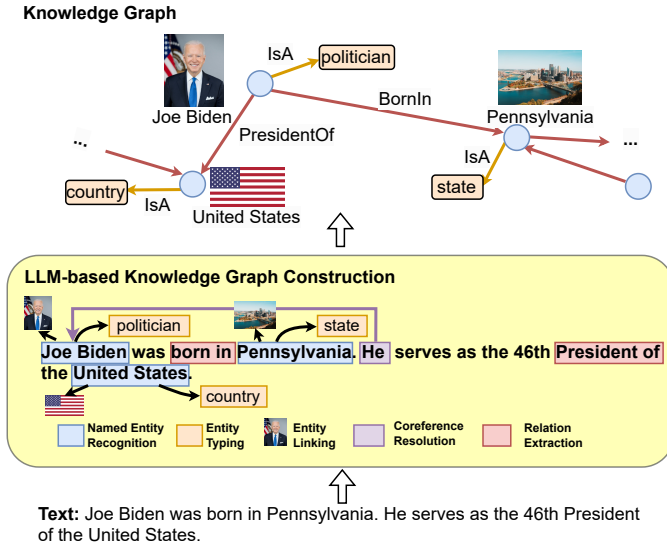 Knowledge Graph
IsA
politician
Joe Biden
BornIn
Pennsylvania
PresidentOf
...
...
IsA
country
IsA
state
United States
LLM-based Knowledge Graph Construction
politician
state
Joe Biden was born in Pennsylvania. He serves as the 46th President of
the United States.
country
Named Entity
Recognition
Entity
Typing
Entity
Linking
Coreference
Resolution
Relation
Extraction
Text: Joe Biden was born in Pennsylvania. He serves as the 46th President
of the United States.